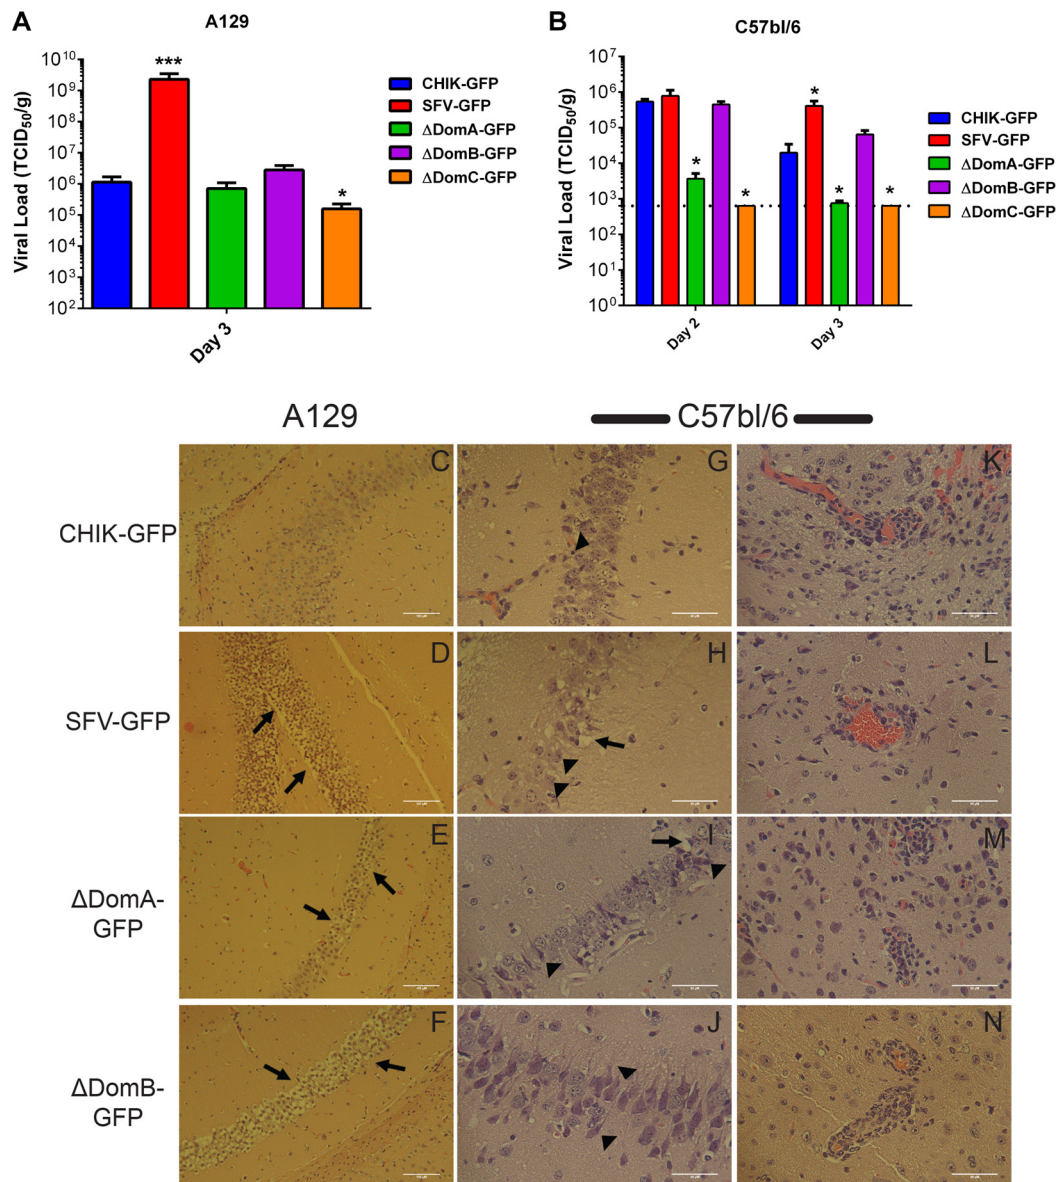 A
A129
Viral Load (TCID50/g)
10^10
10^9
10^8
10^7
10^6
10^5
10^4
10^3
10^2
***
*
Day 3
CHIK-GFP
SFV-GFP
ΔDomA-GFP
ΔDomB-GFP
ΔDomC-GFP
B
C57bl/6
Viral Load (TCID50/g)
10^7
10^6
10^5
10^4
10^3
10^2
10^1
10^0
*
*
*
*
*
Day 2
Day 3
CHIK-GFP
SFV-GFP
ΔDomA-GFP
ΔDomB-GFP
ΔDomC-GFP
A129
C57bl/6
CHIK-GFP
C
G
K
SFV-GFP
D
H
L
ΔDomA-
GFP
E
I
M
ΔDomB-
GFP
F
J
N